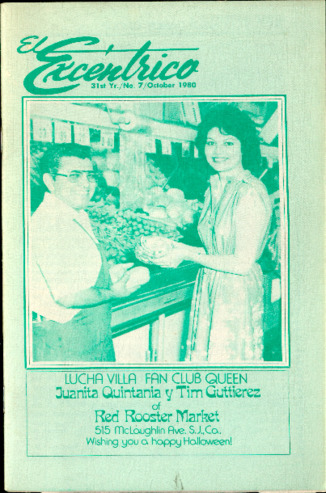 El
Excéntrico
31st Yr./No. 7/October 1980
LUCHA VILLA FAN CLUB QUEEN
Juanita Quintania y Tim Guttierez
of
Red Rooster Market
515 McLaughlin Ave. S.J., Ca..
Wishing you a happy Halloween!